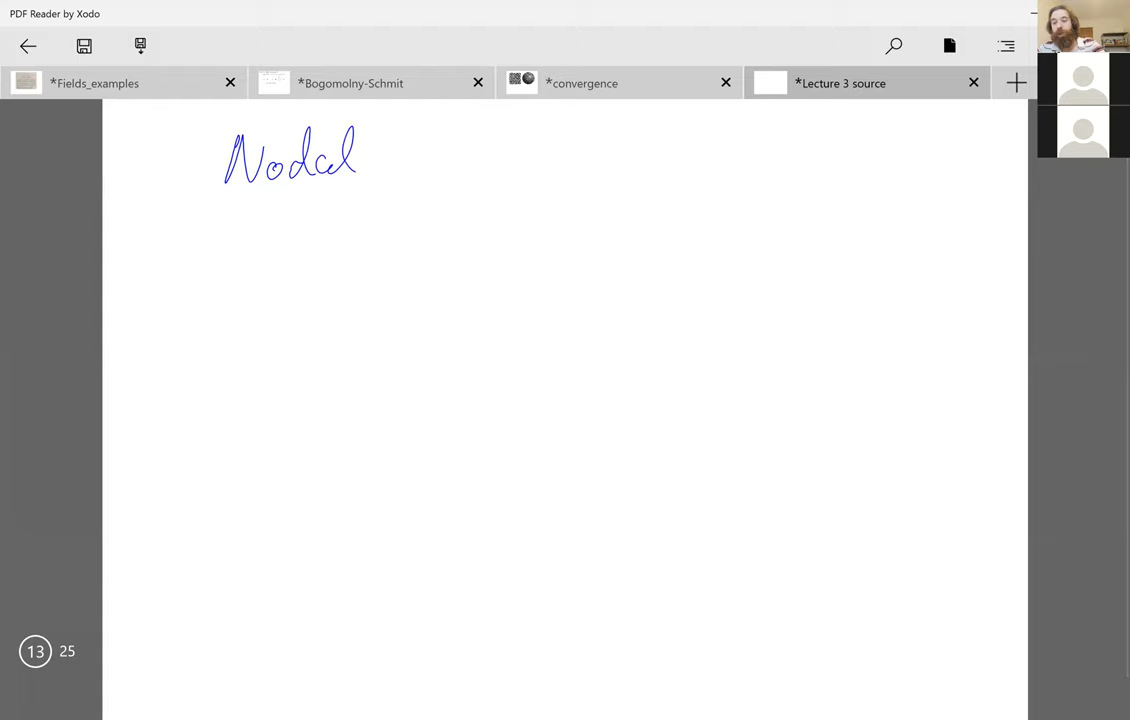 PDF Reader by Xodo
*Fields_examples
*Bogomolny-Schmit
*convergence
*Lecture 3 source
Nodal
13 25